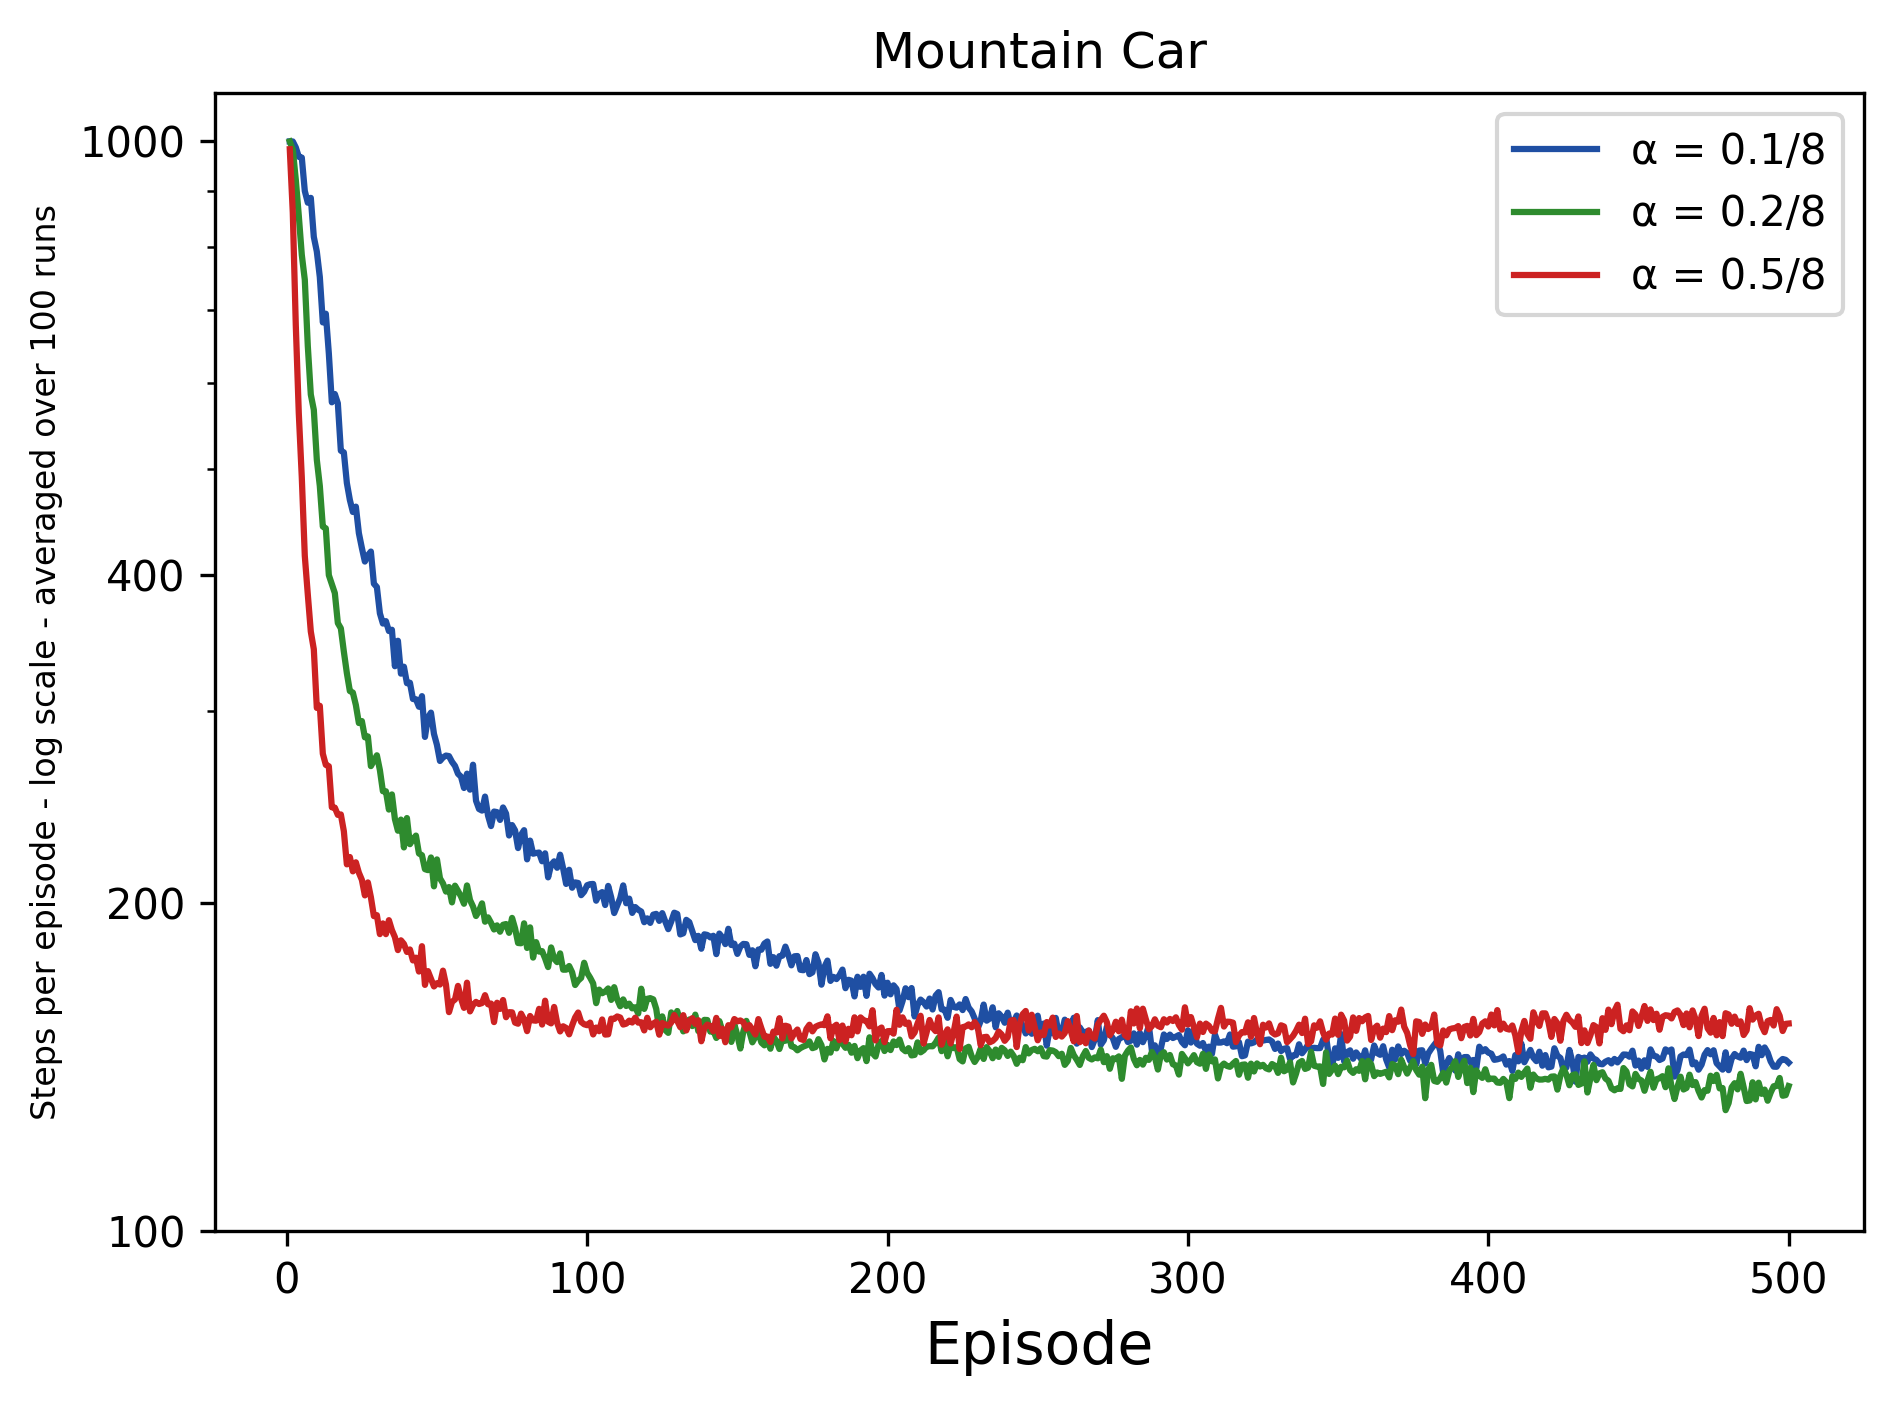 Mountain Car
Steps per episode - log scale - averaged over 100 runs
1000
400
200
100
α = 0.1/8
α = 0.2/8
α = 0.5/8
0 100 200 300 400 500
Episode